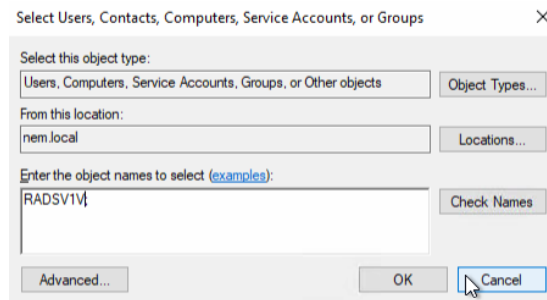 Select Users, Contacts, Computers, Service Accounts, or Groups
Select this object type:
Users, Computers, Service Accounts, Groups, or Other objects
Object Types...
From this location:
nem.local
Locations...
Enter the object names to select (examples):
RADSV1V
Check Names
Advanced...
OK
Cancel